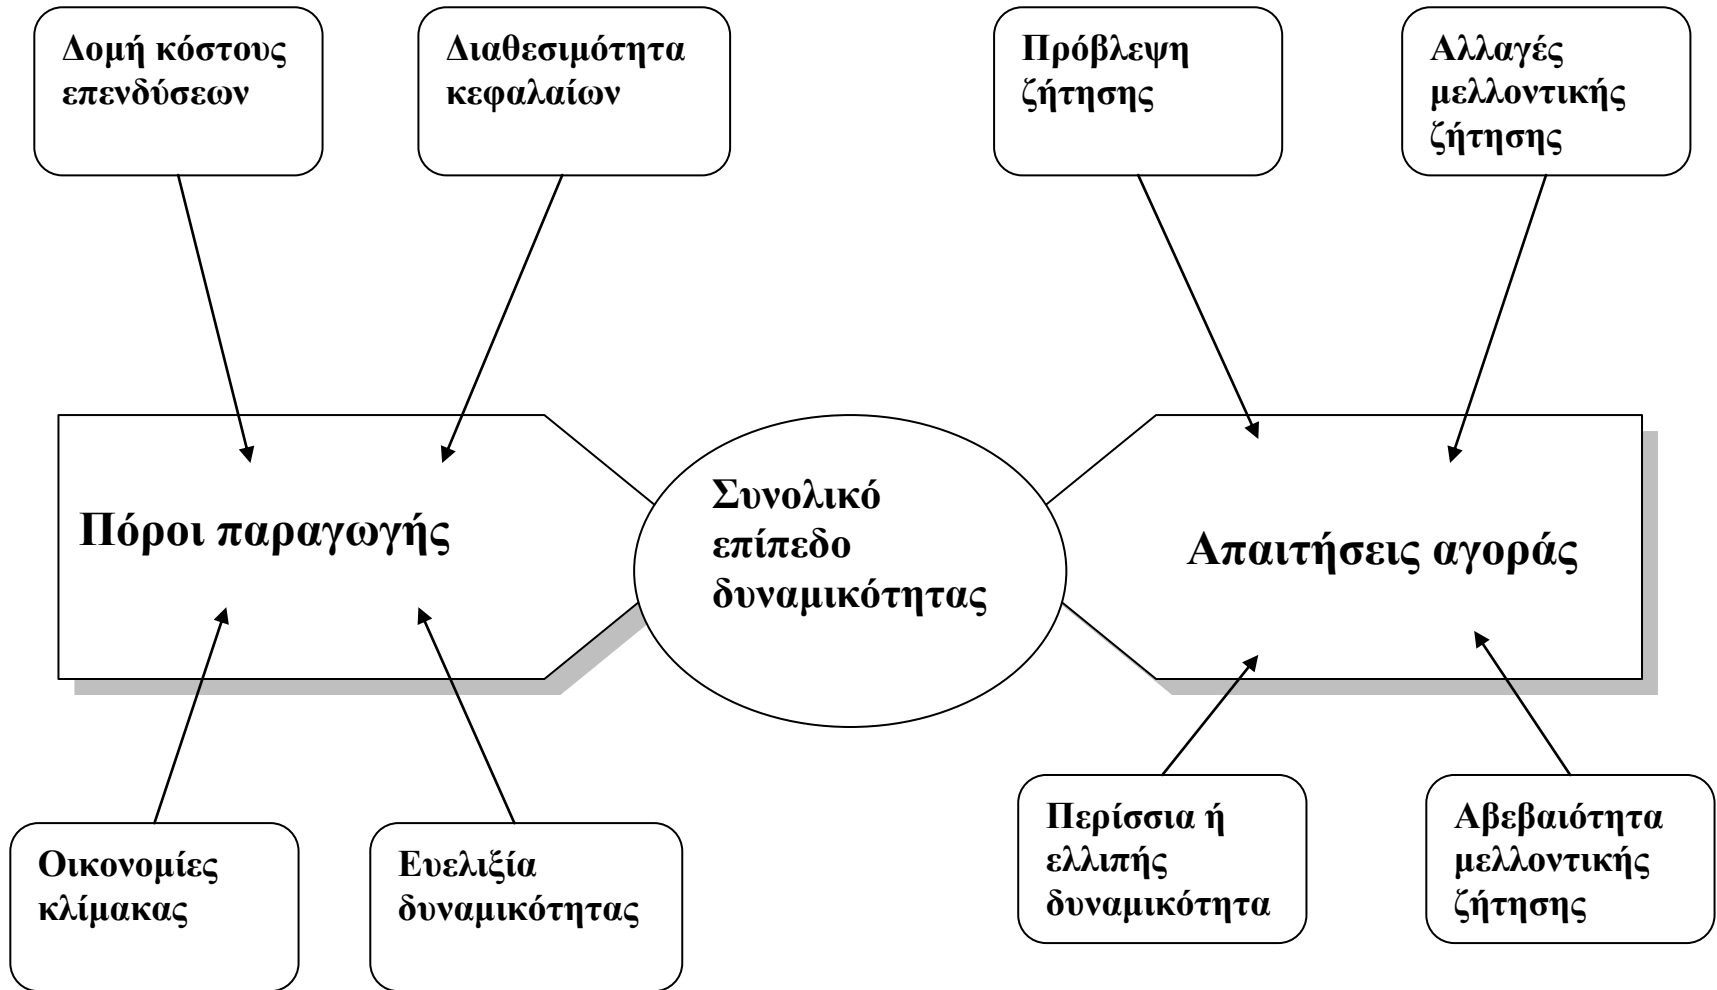 Δομή κόστους
επενδύσεων
Διαθεσιμότητα
κεφαλαίων
Πρόβλεψη
ζήτησης
Αλλαγές
μελλοντικής
ζήτησης
Πόροι παραγωγής
Συνολικό
επίπεδο
δυναμικότητας
Απαιτήσεις αγοράς
Οικονομίες
κλίμακας
Ευελιξία
δυναμικότητας
Περίσσια ή
ελλιπής
δυναμικότητα
Αβεβαιότητα
μελλοντικής
ζήτησης